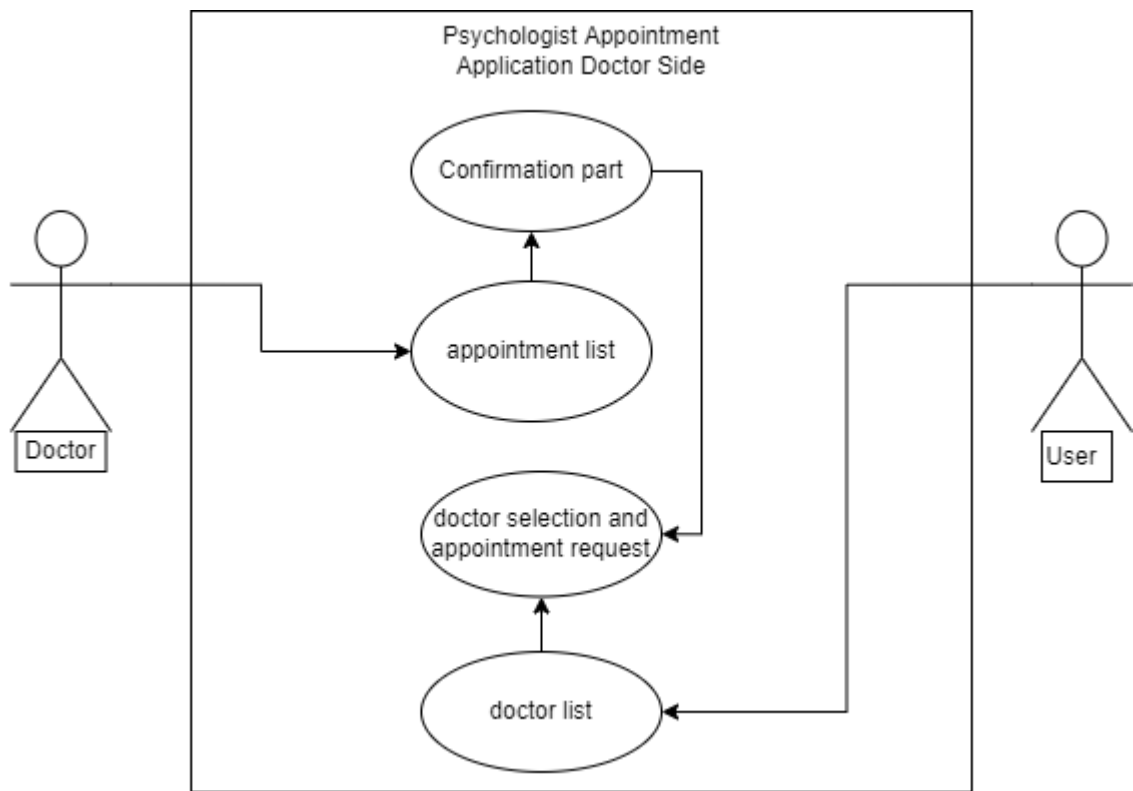 Psychologist Appointment
Application Doctor Side
Confirmation part
appointment list
Doctor
User
doctor selection and
appointment request
doctor list